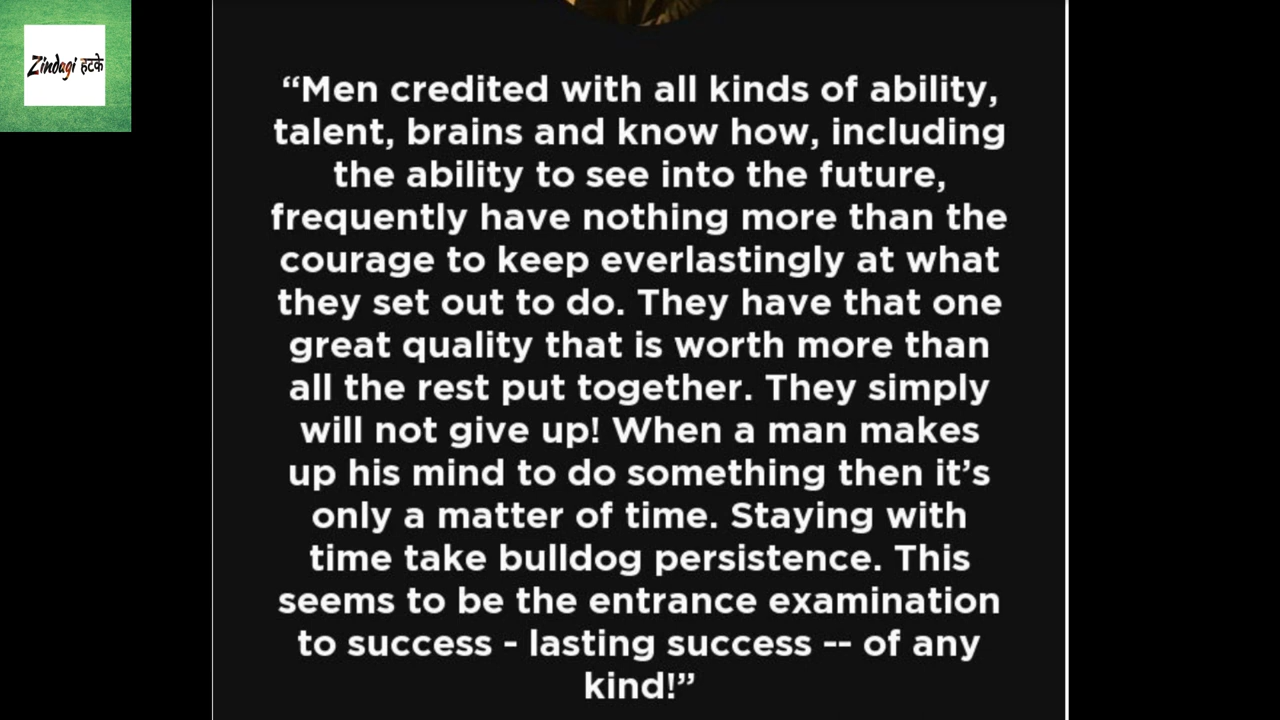 Zindagi हटके
“Men credited with all kinds of ability,
talent, brains and know how, including
the ability to see into the future,
frequently have nothing more than the
courage to keep everlastingly at what
they set out to do. They have that one
great quality that is worth more than
all the rest put together. They simply
will not give up! When a man makes
up his mind to do something then it’s
only a matter of time. Staying with
time take bulldog persistence. This
seems to be the entrance examination
to success - lasting success -- of any
kind!”